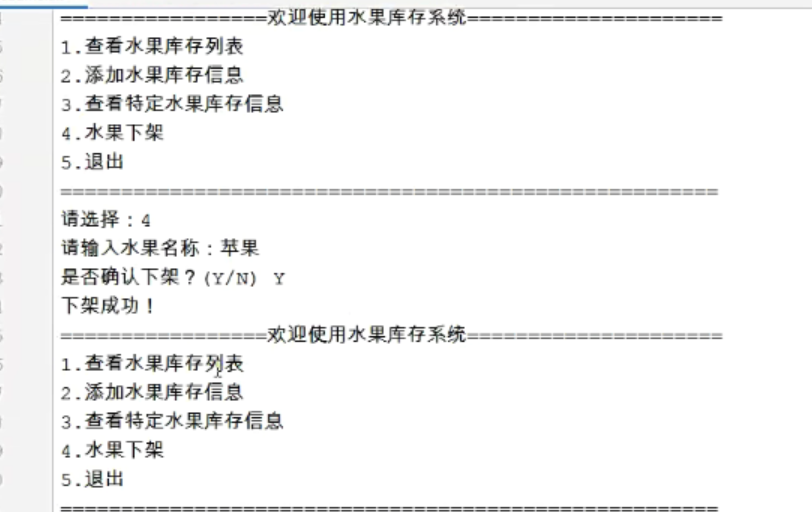 =================欢迎使用水果库存系统=====================
1.查看水果库存列表
2.添加水果库存信息
3.查看特定水果库存信息
4.水果下架
5.退出
======================================================
请选择：4
请输入水果名称：苹果
是否确认下架？(Y/N) Y
下架成功！
=================欢迎使用水果库存系统=====================
1.查看水果库存列表
2.添加水果库存信息
3.查看特定水果库存信息
4.水果下架
5.退出
======================================================